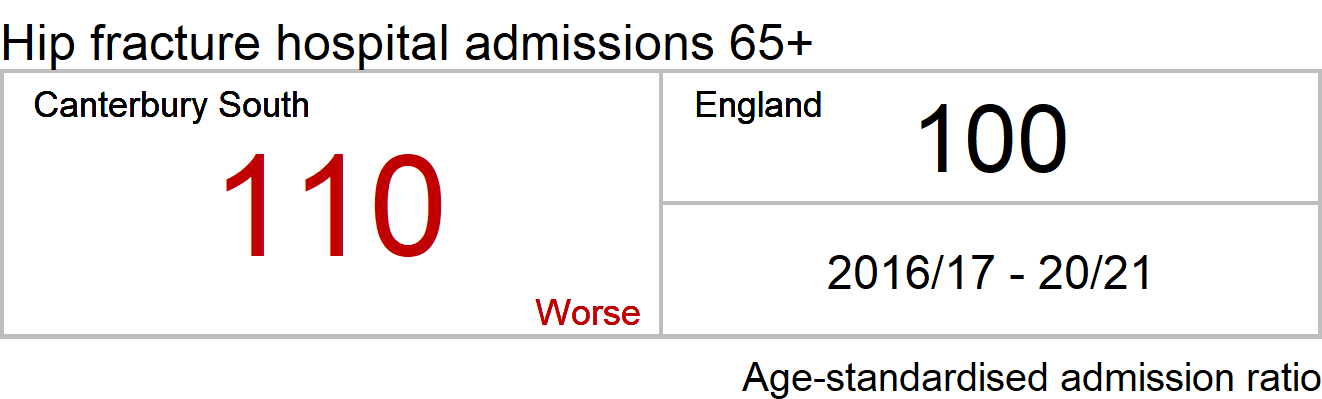 Hip fracture hospital admissions 65+
Canterbury South
110
Worse
England
100
2016/17 - 20/21
Age-standardised admission ratio